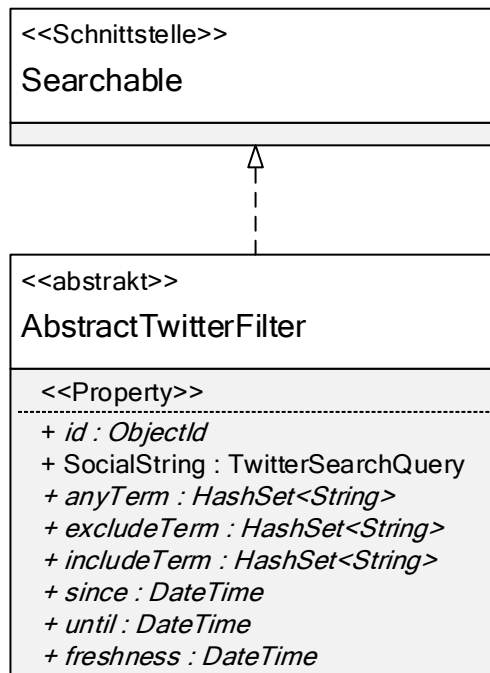 <<Schnittstelle>>
Searchable
<<abstrakt>>
AbstractTwitterFilter
<<Property>>
+ id : ObjectId
+ SocialString : TwitterSearchQuery
+ anyTerm : HashSet<String>
+ excludeTerm : HashSet<String>
+ includeTerm : HashSet<String>
+ since : DateTime
+ until : DateTime
+ freshness : DateTime